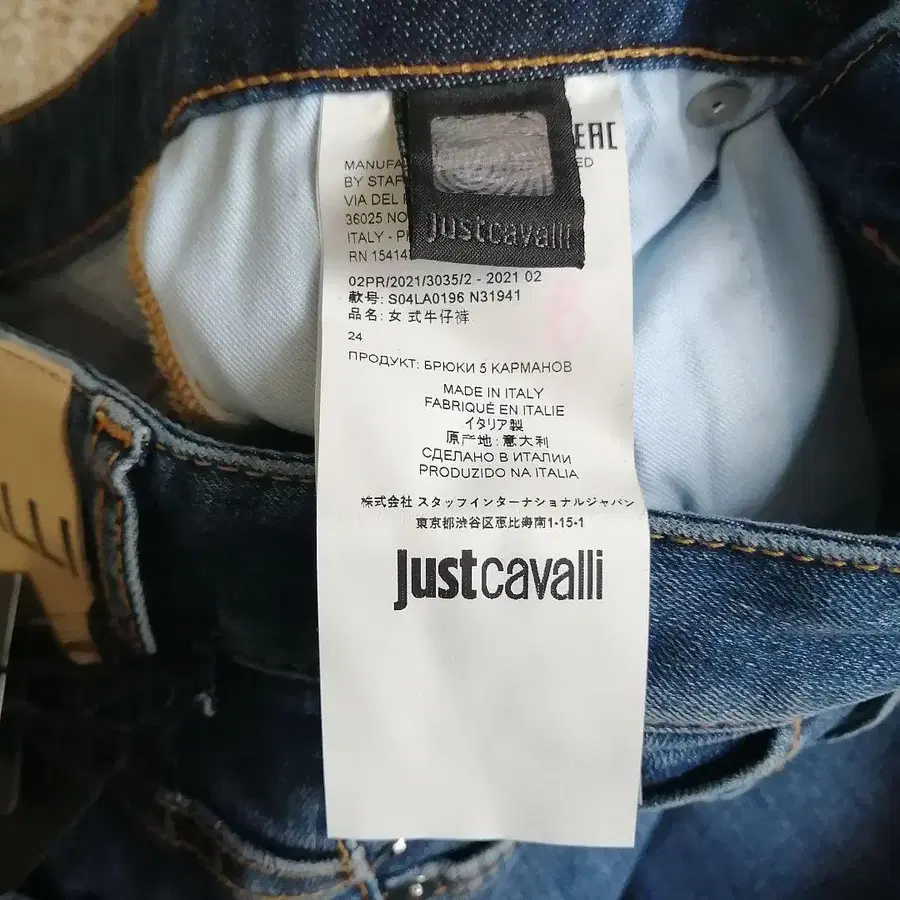 EAC
MANUFA
ED
BY STAF
VIA DEL
36025 NO
ITALY - P
RN 15414
justcavalli
02PR/2021/3035/2 - 2021 02
款号: S04LA0196 N31941
品名: 女式牛仔裤
24
ПРОДУКТ: БРЮКИ 5 КАРМАНОВ
MADE IN ITALY
FABRIQUÉ EN ITALIE
イタリア製
原产地: 意大利
СДЕЛАНО В ИТАЛИИ
PRODUZIDO NA ITALIA
株式会社 スタッフインターナショナルジャパン
東京都渋谷区恵比寿南1-15-1
justcavalli